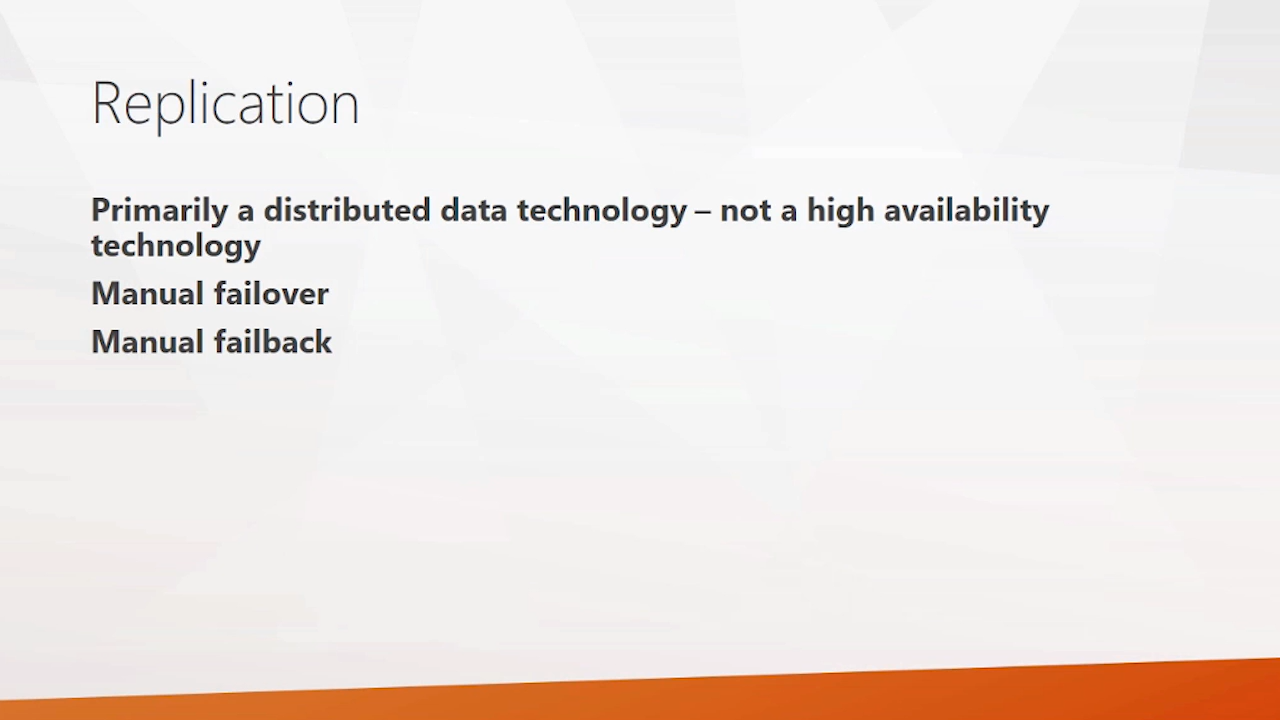 Replication
Primarily a distributed data technology – not a high availability
technology
Manual failover
Manual failback